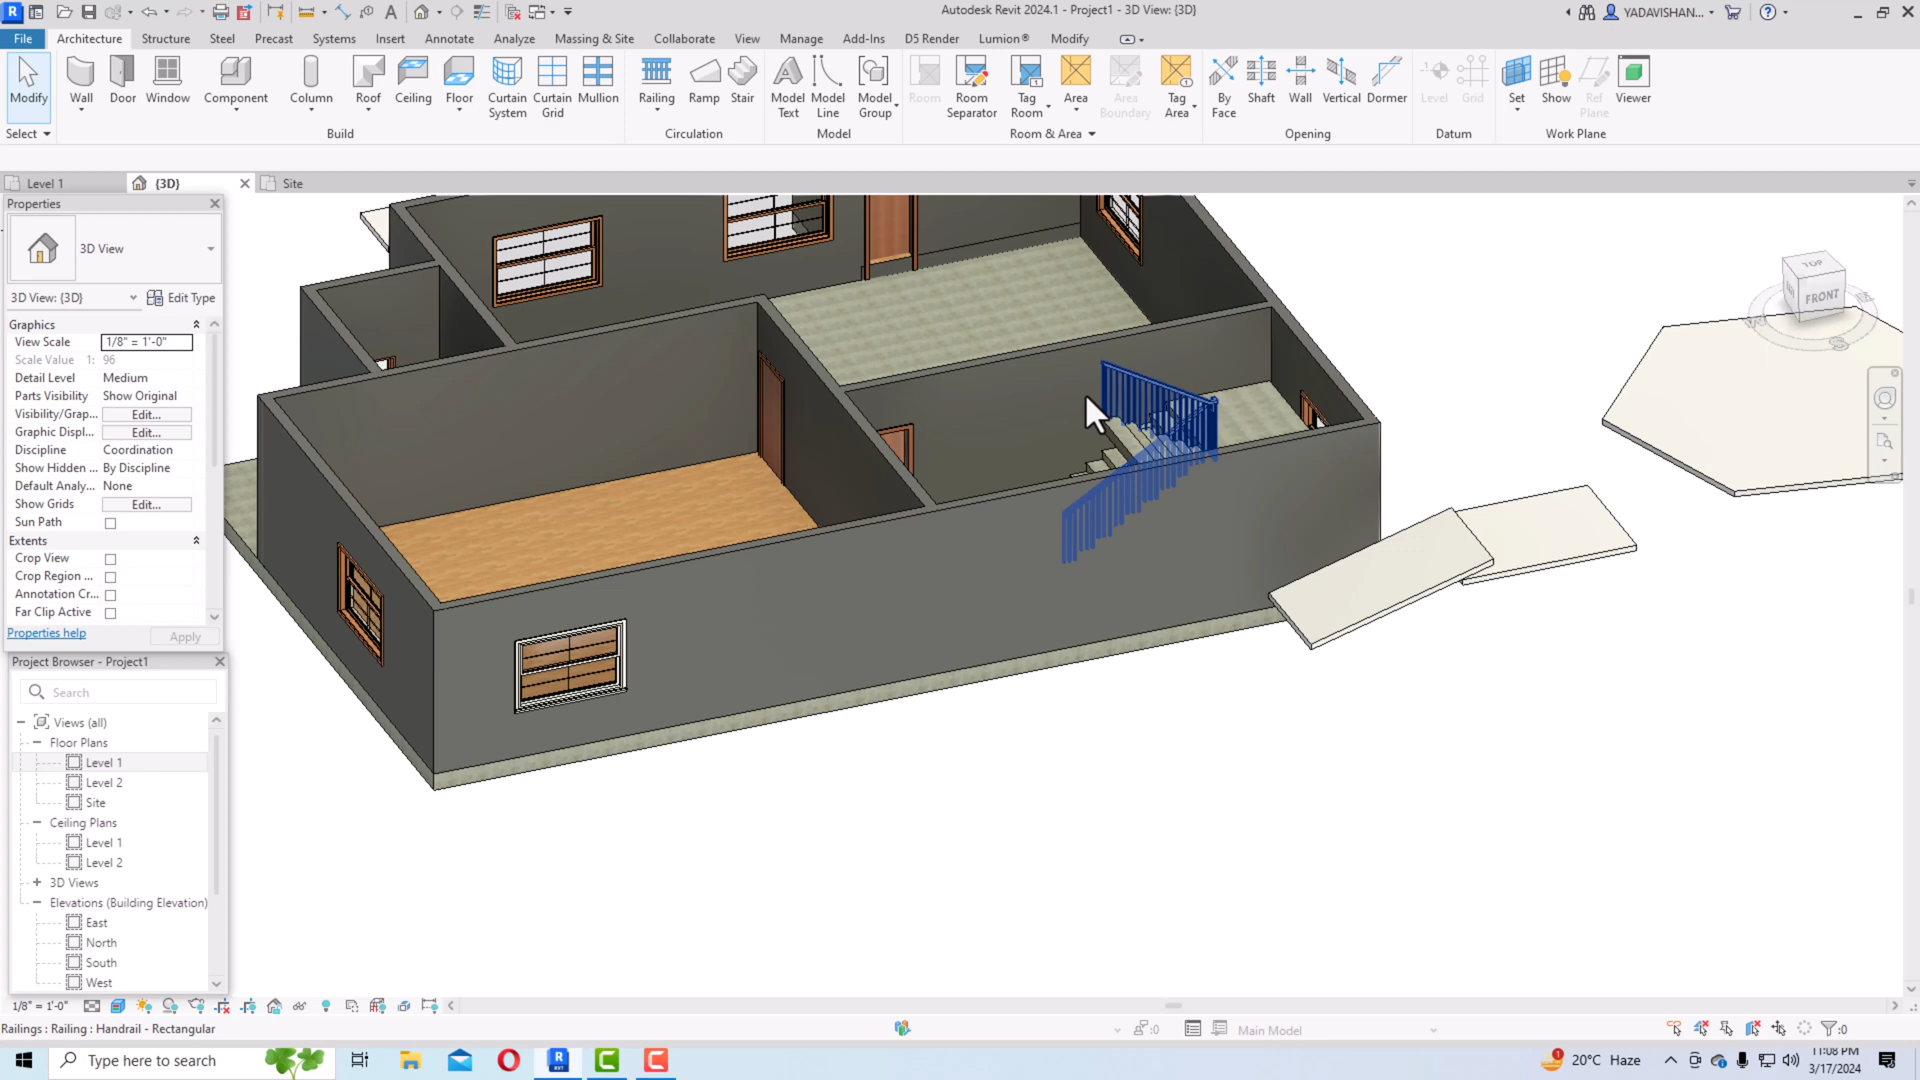 Autodesk Revit 2024.1 - Project1 - 3D View: {3D}
YADAVISHAN...
File Architecture Structure Steel Precast Systems Insert Annotate Analyze Massing & Site Collaborate View Manage Add-Ins D5 Render Lumion® Modify
Modify Wall Door Window Component Column Roof Ceiling Floor Curtain System Curtain Grid Mullion Railing Ramp Stair Model Text Model Line Model Group Room Room Separator Tag Room Area Area Boundary Tag Area By Face Shaft Wall Vertical Dormer Level Grid Set Show Ref Plane Viewer
Select Build Circulation Model Room & Area Opening Datum Work Plane
Level 1 {3D} Site
Properties
3D View
3D View: {3D} Edit Type
Graphics
View Scale 1/8" = 1'-0"
Scale Value 1: 96
Detail Level Medium
Parts Visibility Show Original
Visibility/Grap... Edit...
Graphic Displ... Edit...
Discipline Coordination
Show Hidden ... By Discipline
Default Analy... None
Show Grids Edit...
Sun Path
Extents
Crop View
Crop Region ...
Annotation Cr...
Far Clip Active
Properties help Apply
Project Browser - Project1
Search
Views (all)
Floor Plans
Level 1
Level 2
Site
Ceiling Plans
Level 1
Level 2
3D Views
Elevations (Building Elevation)
East
North
South
West
TOP
FRONT
W
S
1/8" = 1'-0"
Railings : Railing : Handrail - Rectangular
:0
Main Model
:0
Type here to search
20°C Haze
11:08 PM
3/17/2024